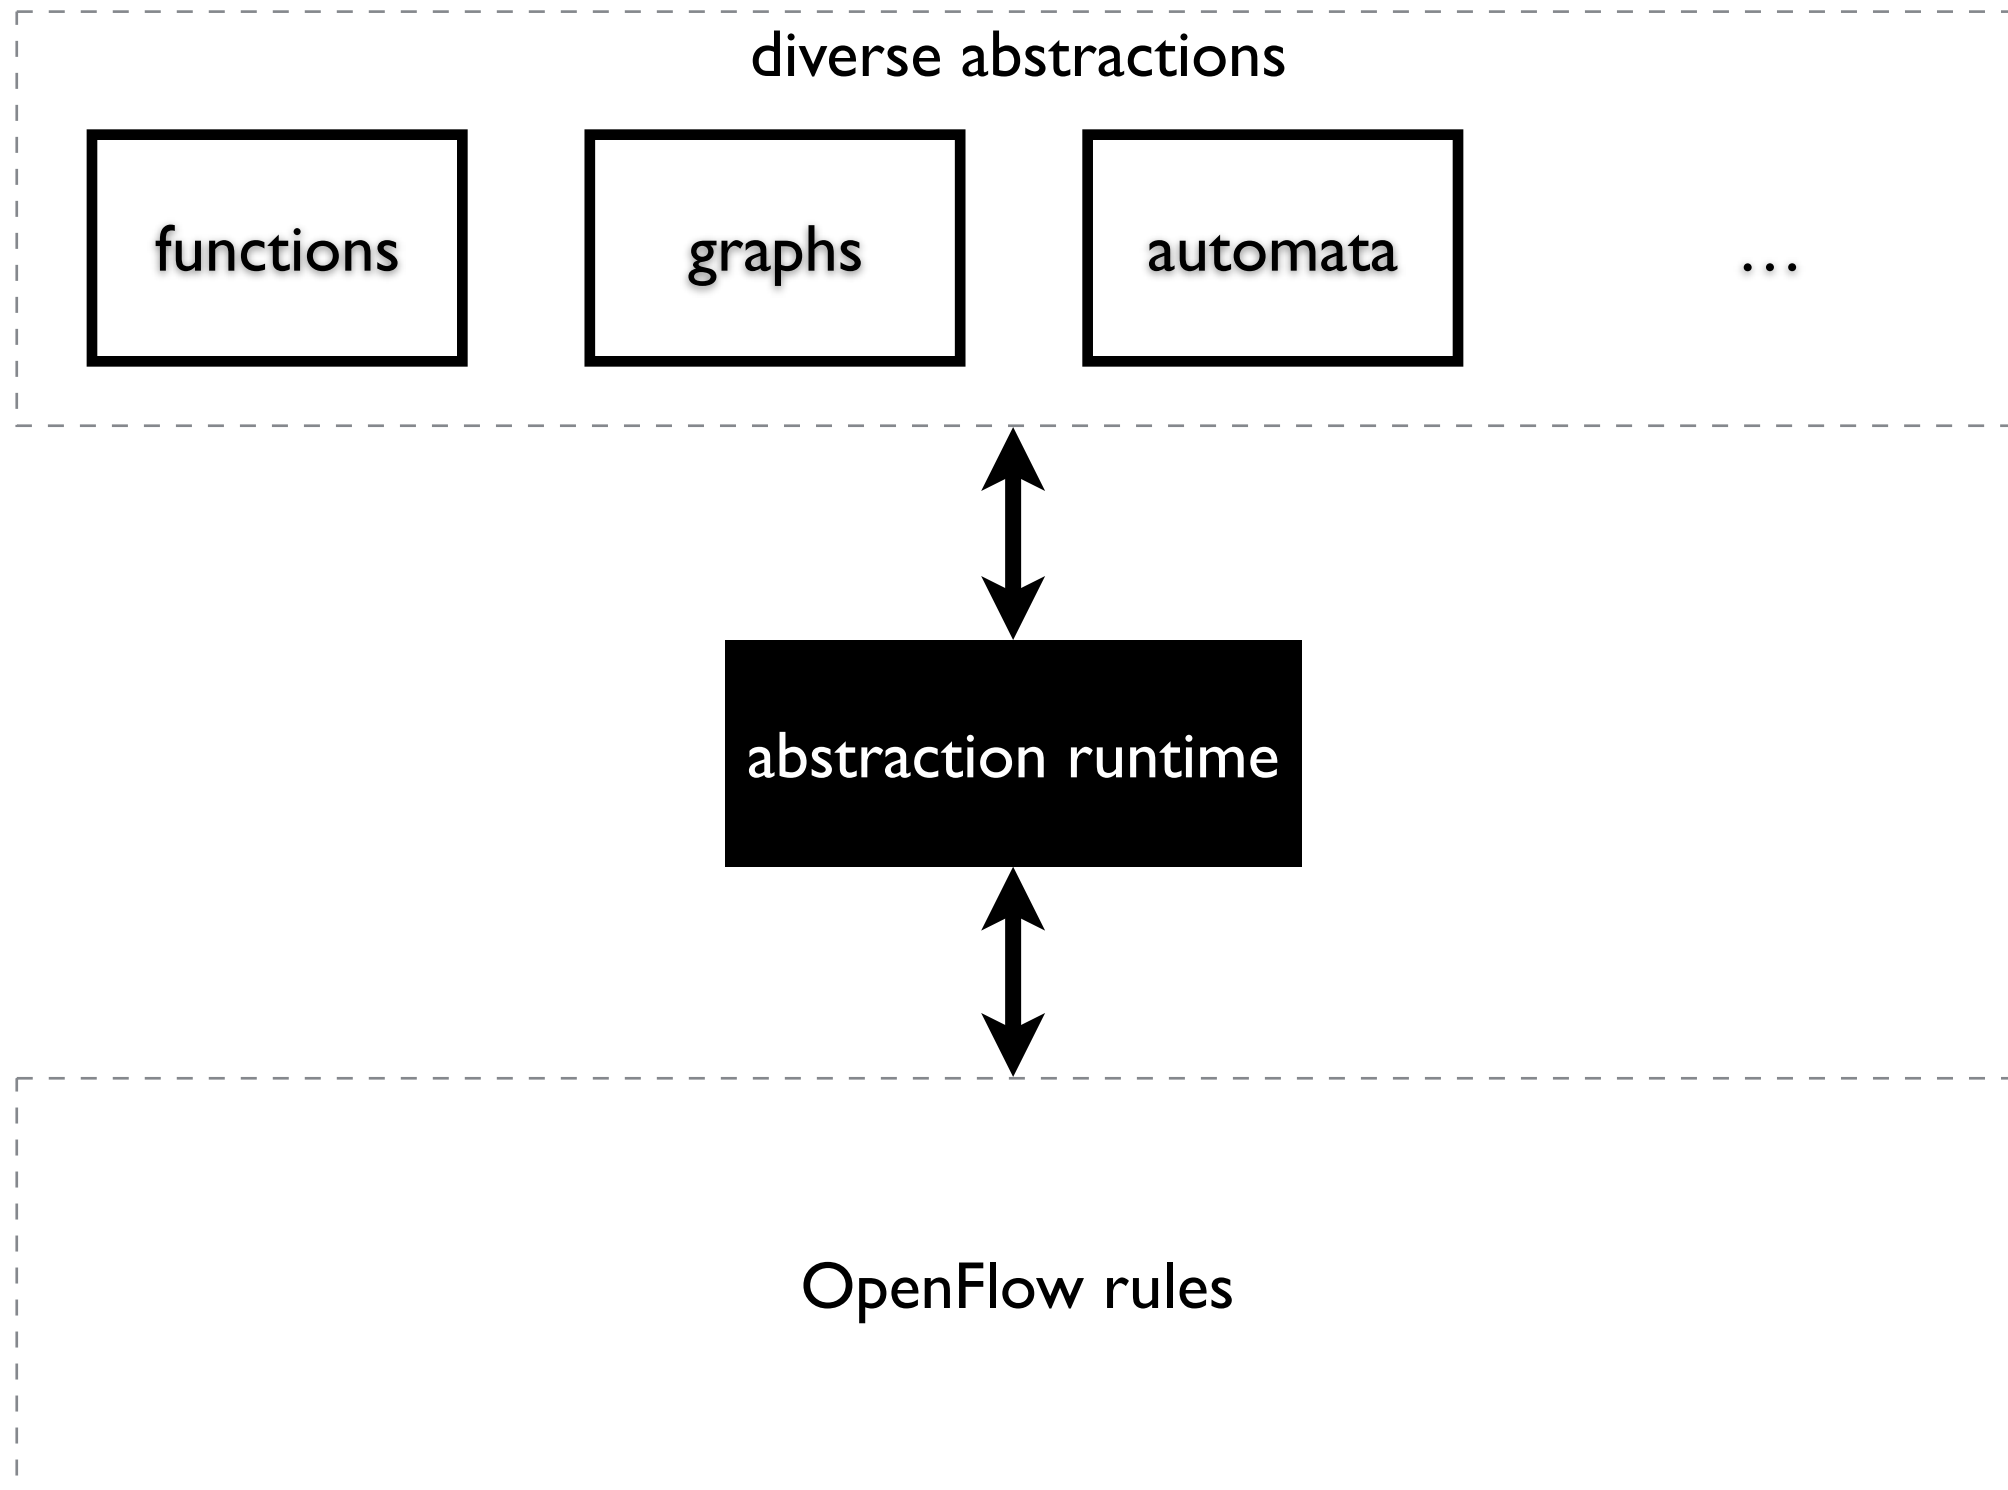 diverse abstractions
functions graphs automata ...
abstraction runtime
OpenFlow rules